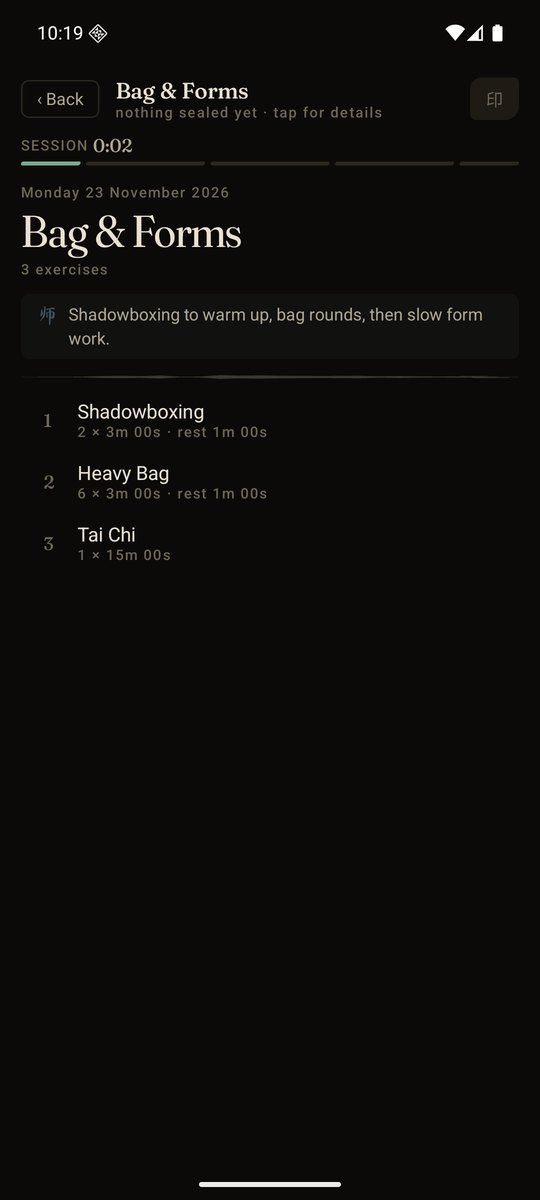 10:19
‹ Back
Bag & Forms
nothing sealed yet · tap for details
印
SESSION 0:02
Monday 23 November 2026
Bag & Forms
3 exercises
师 Shadowboxing to warm up, bag rounds, then slow form
work.
1 Shadowboxing
2 × 3m 00s · rest 1m 00s
2 Heavy Bag
6 × 3m 00s · rest 1m 00s
3 Tai Chi
1 × 15m 00s